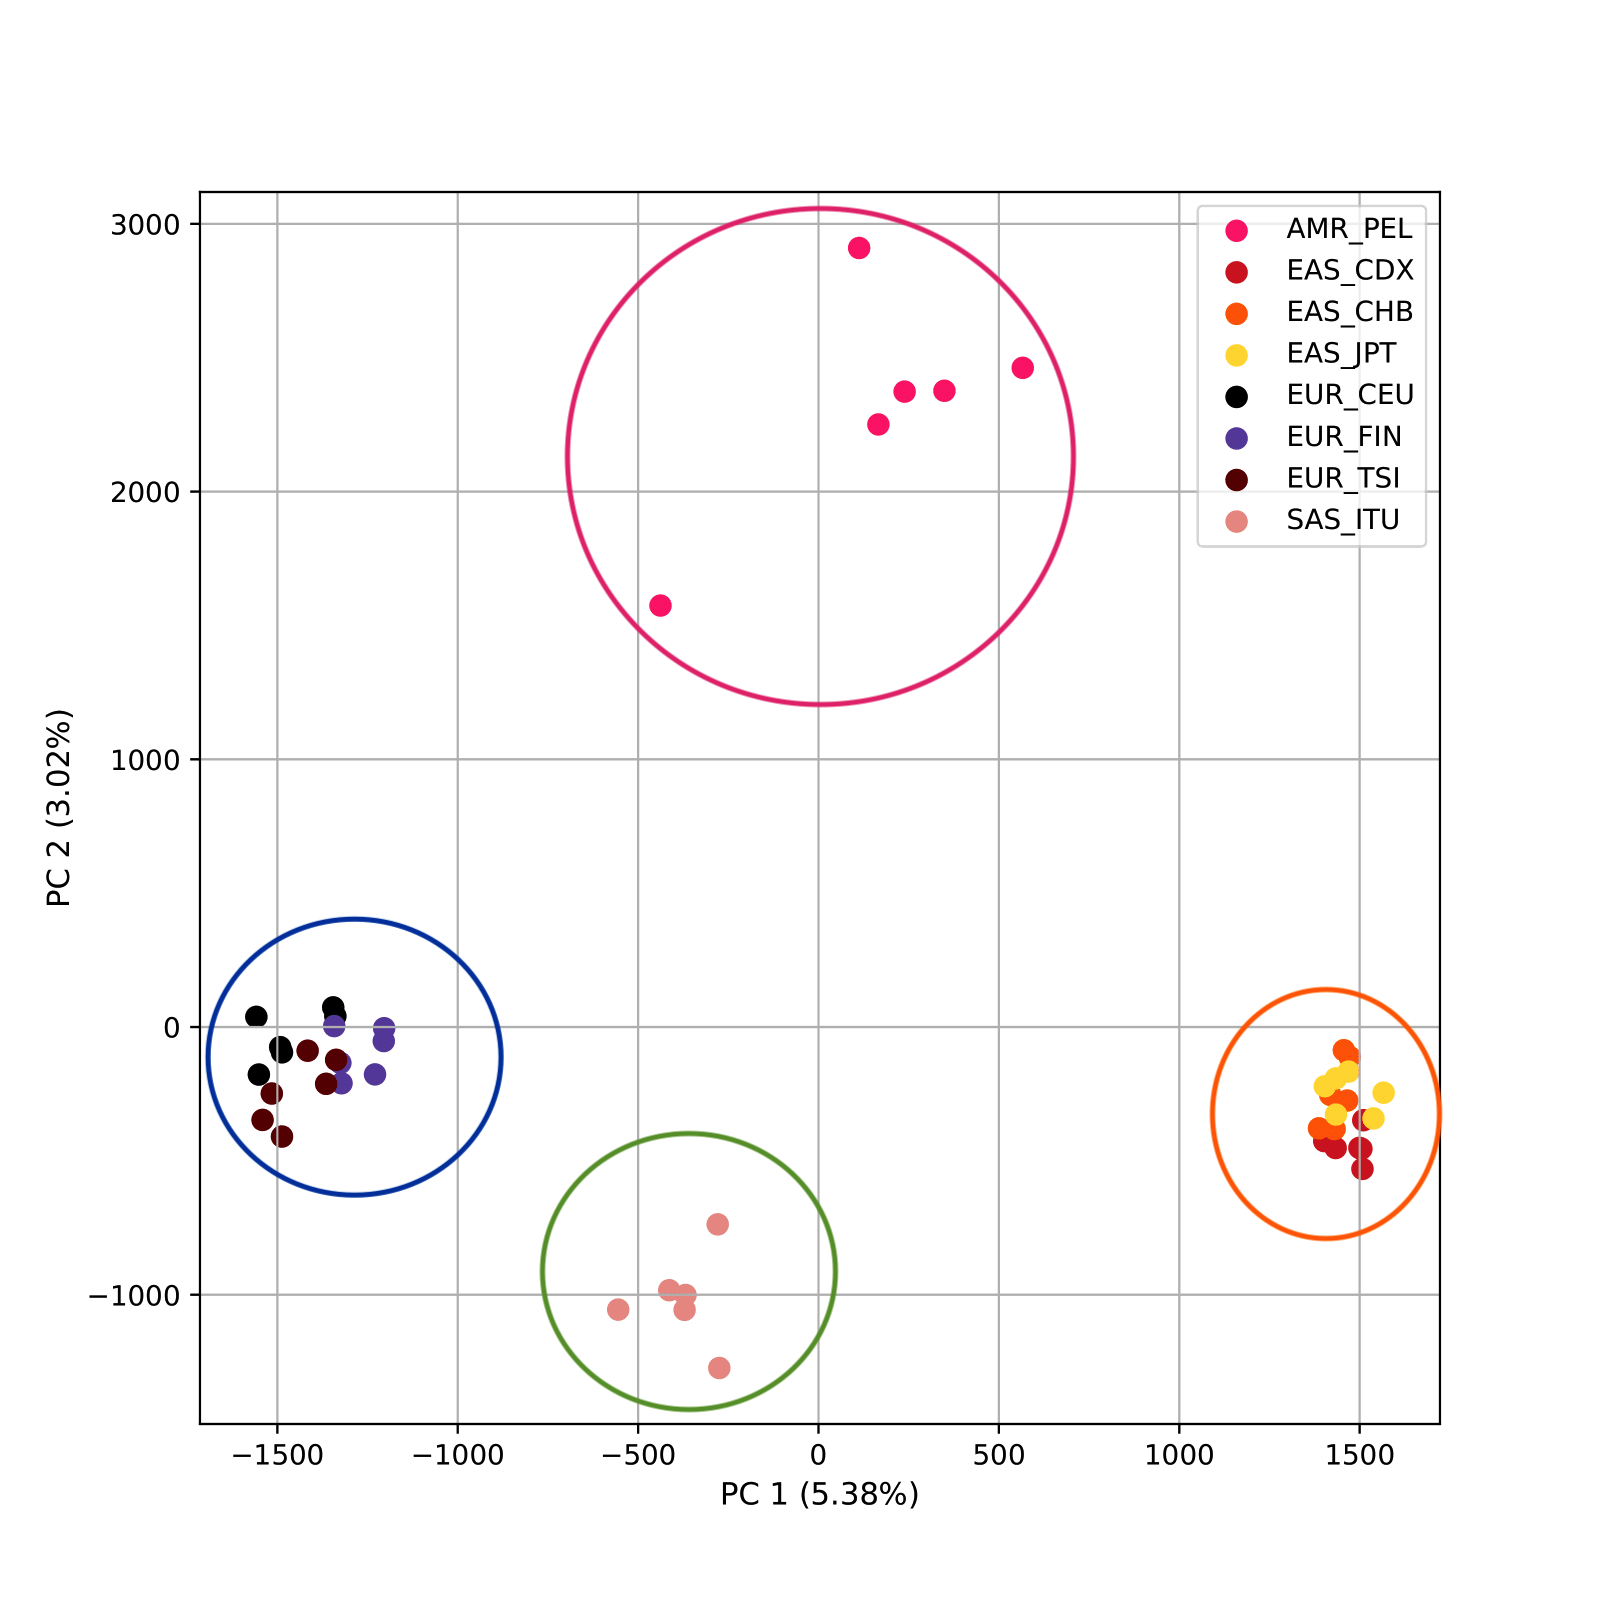 3000
2000
1000
0
−1000
PC 2 (3.02%)
AMR_PEL
EAS_CDX
EAS_CHB
EAS_JPT
EUR_CEU
EUR_FIN
EUR_TSI
SAS_ITU
−1500 −1000 −500 0 500 1000 1500
PC 1 (5.38%)